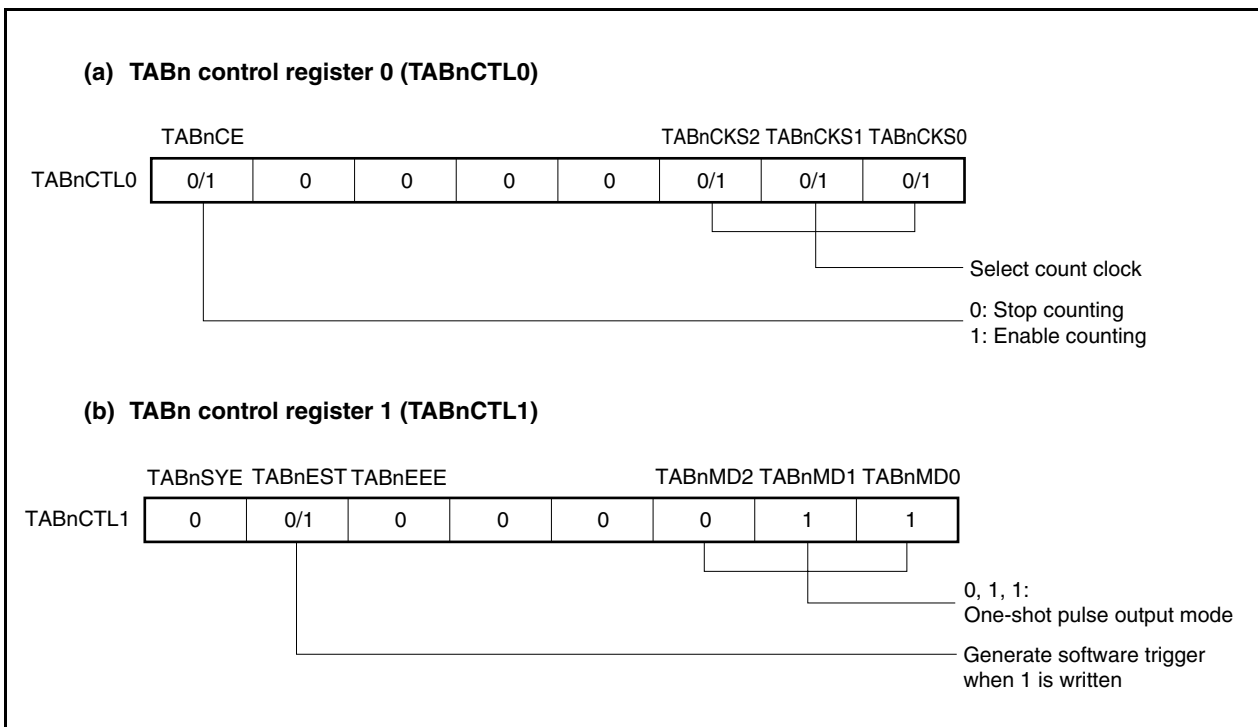 (a) TABn control register 0 (TABnCTL0)
TABnCE TABnCKS2 TABnCKS1 TABnCKS0
TABnCTL0 0/1 0 0 0 0 0/1 0/1 0/1
Select count clock
0: Stop counting
1: Enable counting
(b) TABn control register 1 (TABnCTL1)
TABnSYE TABnEST TABnEEE TABnMD2 TABnMD1 TABnMD0
TABnCTL1 0 0/1 0 0 0 0 1 1
0, 1, 1:
One-shot pulse output mode
Generate software trigger
when 1 is written